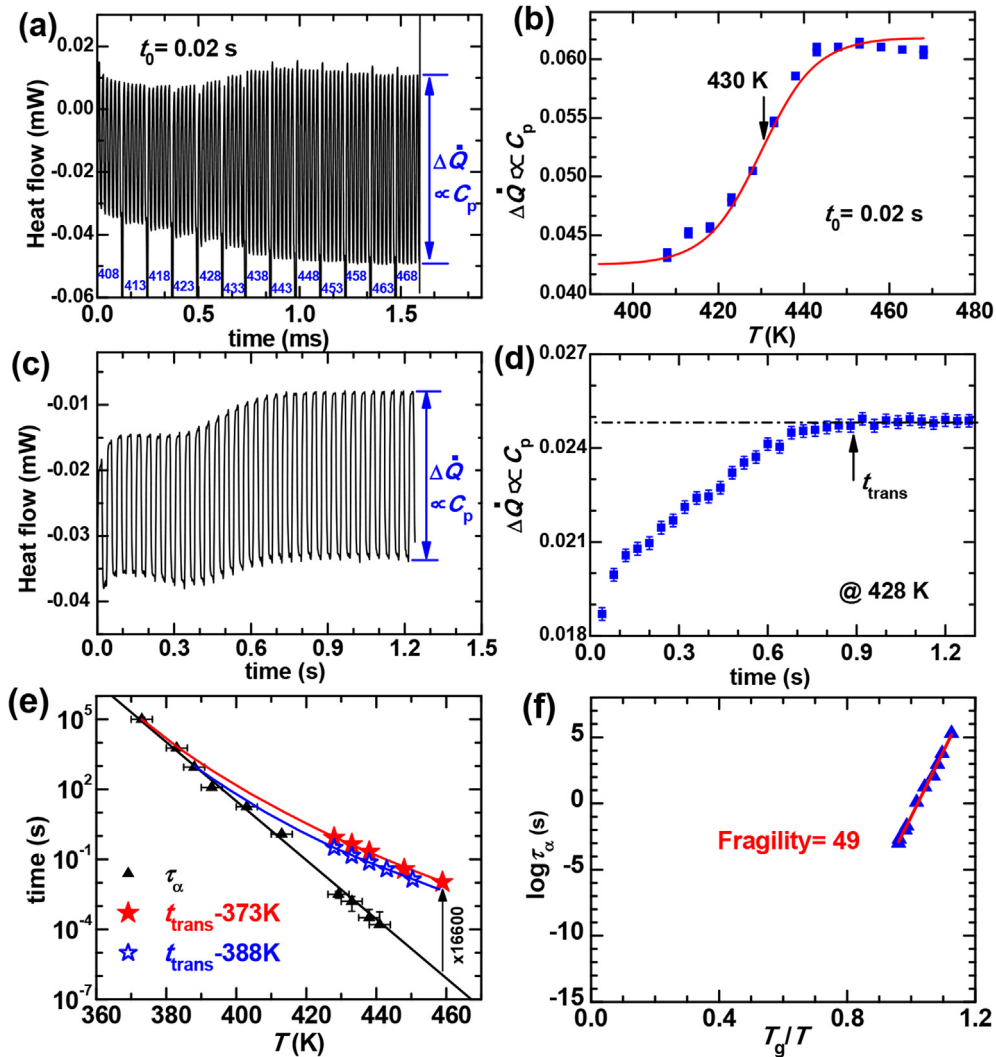 (a)
t0 = 0.02 s
0.02
0.00
-0.02
-0.04
-0.06
Heat flow (mW)
ΔQ̇
∝Cp
408
413
418
423
428
433
438
443
448
453
458
463
468
0.0 0.5 1.0 1.5
time (ms)
(b)
0.060
0.055
0.050
0.045
0.040
ΔQ̇ ∝ Cp
430 K
t0 = 0.02 s
400 420 440 460 480
T (K)
(c)
-0.01
-0.02
-0.03
-0.04
Heat flow (mW)
ΔQ̇
∝Cp
0.0 0.3 0.6 0.9 1.2 1.5
time (s)
(d)
0.027
0.024
0.021
0.018
ΔQ̇ ∝ Cp
ttrans
@ 428 K
0.0 0.3 0.6 0.9 1.2
time (s)
(e)
10^5
10^2
10^-1
10^-4
10^-7
time (s)
τα
ttrans-373K
ttrans-388K
x16600
360 380 400 420 440 460
T (K)
(f)
5
0
-5
-10
-15
log τα (s)
Fragility= 49
0.0 0.4 0.8 1.2
Tg/T